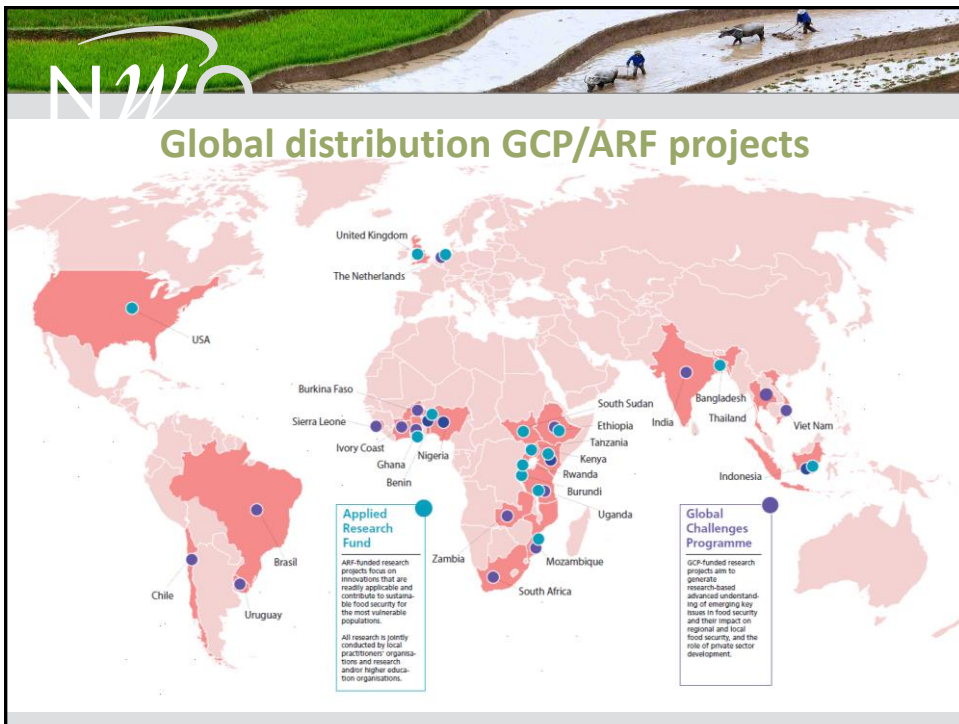 NWO
Global distribution GCP/ARF projects
United Kingdom
The Netherlands
USA
Burkina Faso
Sierra Leone
Ivory Coast
Ghana
Nigeria
Benin
South Sudan
Ethiopia
Tanzania
Kenya
Rwanda
Burundi
Uganda
India
Bangladesh
Thailand
Viet Nam
Indonesia
Zambia
Mozambique
South Africa
Brasil
Chile
Uruguay
Applied
Research
Fund
ARF-funded research
projects focus on
innovations that are
readily applicable and
contribute to sustaina-
ble food security for
the most vulnerable
populations.
All research is jointly
conducted by local
practitioners' organisa-
tions and research
and/or higher educa-
tion organisations.
Global
Challenges
Programme
GCP-funded research
projects aim to
generate
research-based
advanced understand-
ing of emerging key
issues in food security
and their impact on
regional and local
food security, and the
role of private sector
development.